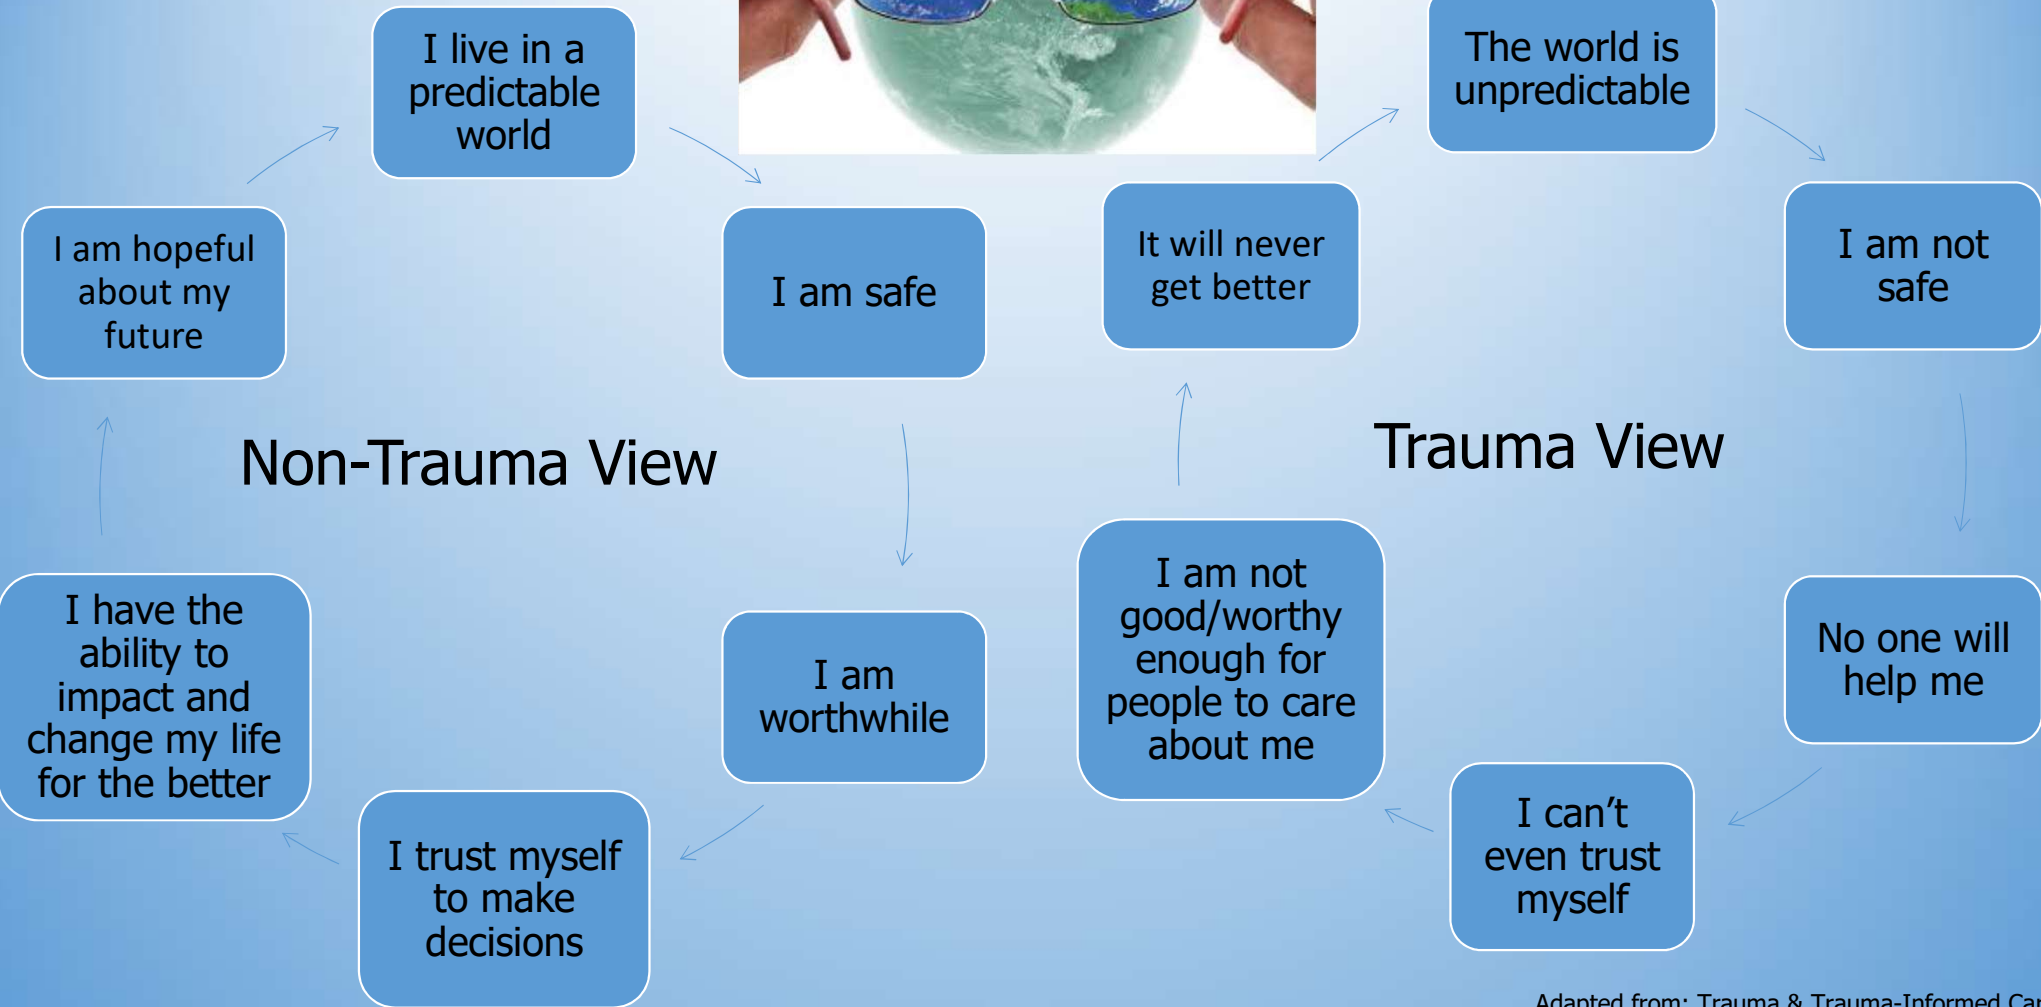 I live in a
predictable
world
I am safe
I am
worthwhile
I trust myself
to make
decisions
I have the
ability to
impact and
change my life
for the better
I am hopeful
about my
future
Non-Trauma View
The world is
unpredictable
I am not
safe
No one will
help me
I can’t
even trust
myself
I am not
good/worthy
enough for
people to care
about me
It will never
get better
Trauma View
Adapted from: Trauma & Trauma-Informed